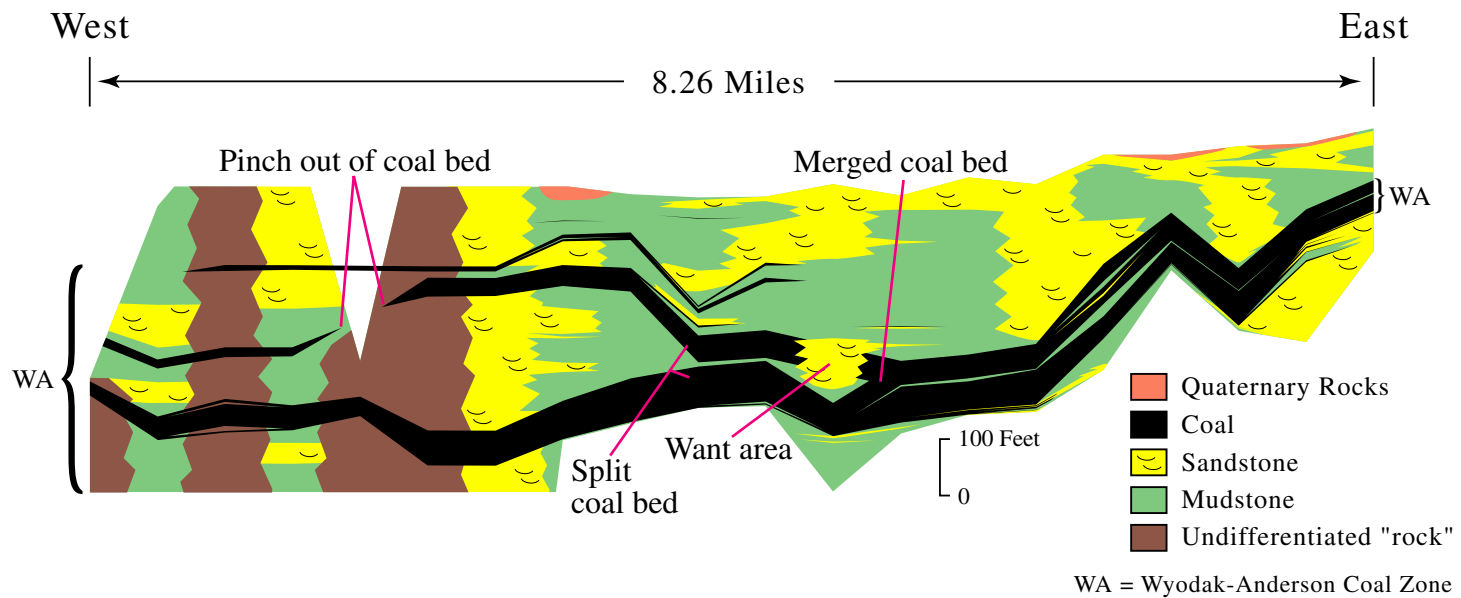 West
East
8.26 Miles
Pinch out of coal bed
Merged coal bed
WA
WA
Want area
Split
coal bed
100 Feet
0
Quaternary Rocks
Coal
Sandstone
Mudstone
Undifferentiated "rock"
WA = Wyodak-Anderson Coal Zone